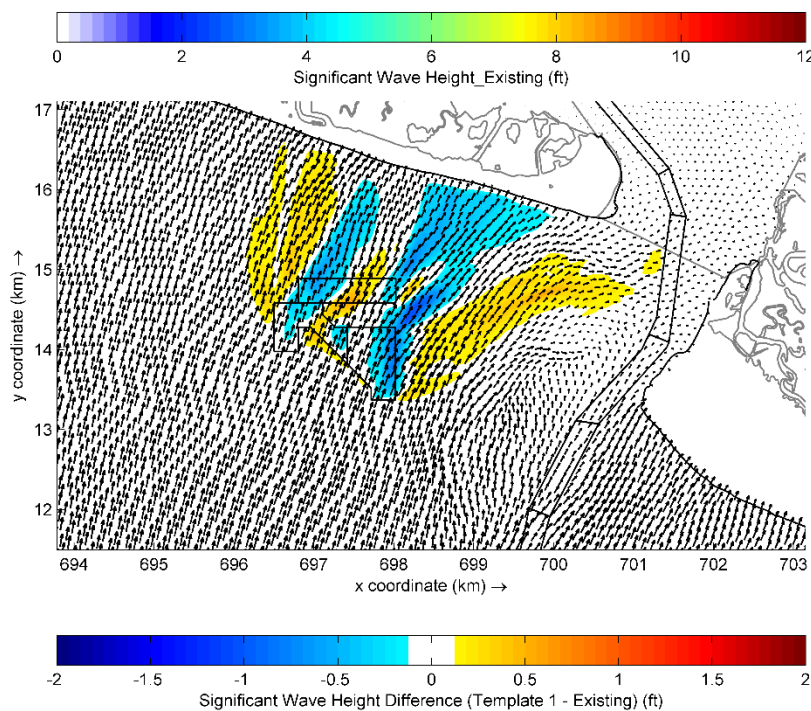 0 2 4 6 8 10 12
Significant Wave Height_Existing (ft)
17
16
15
14
13
12
y coordinate (km) →
694 695 696 697 698 699 700 701 702 703
x coordinate (km) →
-2 -1.5 -1 -0.5 0 0.5 1 1.5 2
Significant Wave Height Difference (Template 1 - Existing) (ft)